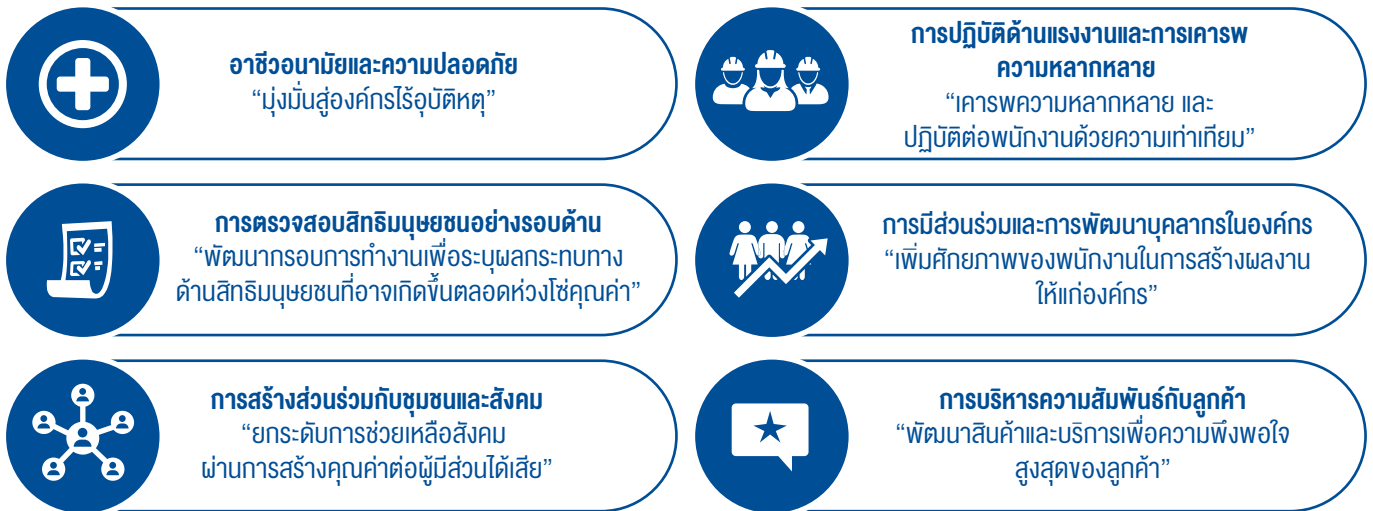 อาชีวอนามัยและความปลอดภัย
“มุ่งมั่นสู่องค์กรไร้อุบัติเหตุ”
การปฏิบัติด้านแรงงานและการเคารพ
ความหลากหลาย
“เคารพความหลากหลาย และ
ปฏิบัติต่อพนักงานด้วยความเท่าเทียม”
การตรวจสอบสิทธิมนุษยชนอย่างรอบด้าน
“พัฒนากรอบการทำงานเพื่อระบุผลกระทบทาง
ด้านสิทธิมนุษยชนที่อาจเกิดขึ้นตลอดห่วงโซ่คุณค่า”
การมีส่วนร่วมและการพัฒนาบุคลากรในองค์กร
“เพิ่มศักยภาพของพนักงานในการสร้างผลงาน
ให้แก่องค์กร”
การสร้างส่วนร่วมกับชุมชนและสังคม
“ยกระดับการช่วยเหลือสังคม
ผ่านการสร้างคุณค่าต่อผู้มีส่วนได้เสีย”
การบริหารความสัมพันธ์กับลูกค้า
“พัฒนาสินค้าและบริการเพื่อความพึงพอใจ
สูงสุดของลูกค้า”